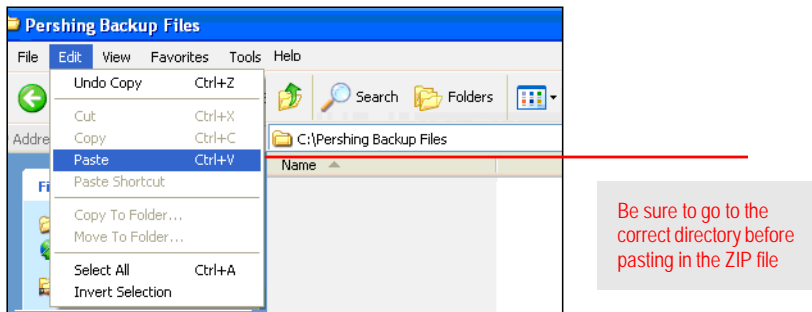 Pershing Backup Files
File Edit View Favorites Tools Help
Undo Copy Ctrl+Z
Cut Ctrl+X
Copy Ctrl+C
Paste Ctrl+V
Paste Shortcut
Copy To Folder...
Move To Folder...
Select All Ctrl+A
Invert Selection
Search Folders
Addre
C:\Pershing Backup Files
Name
Fi
Be sure to go to the
correct directory before
pasting in the ZIP file